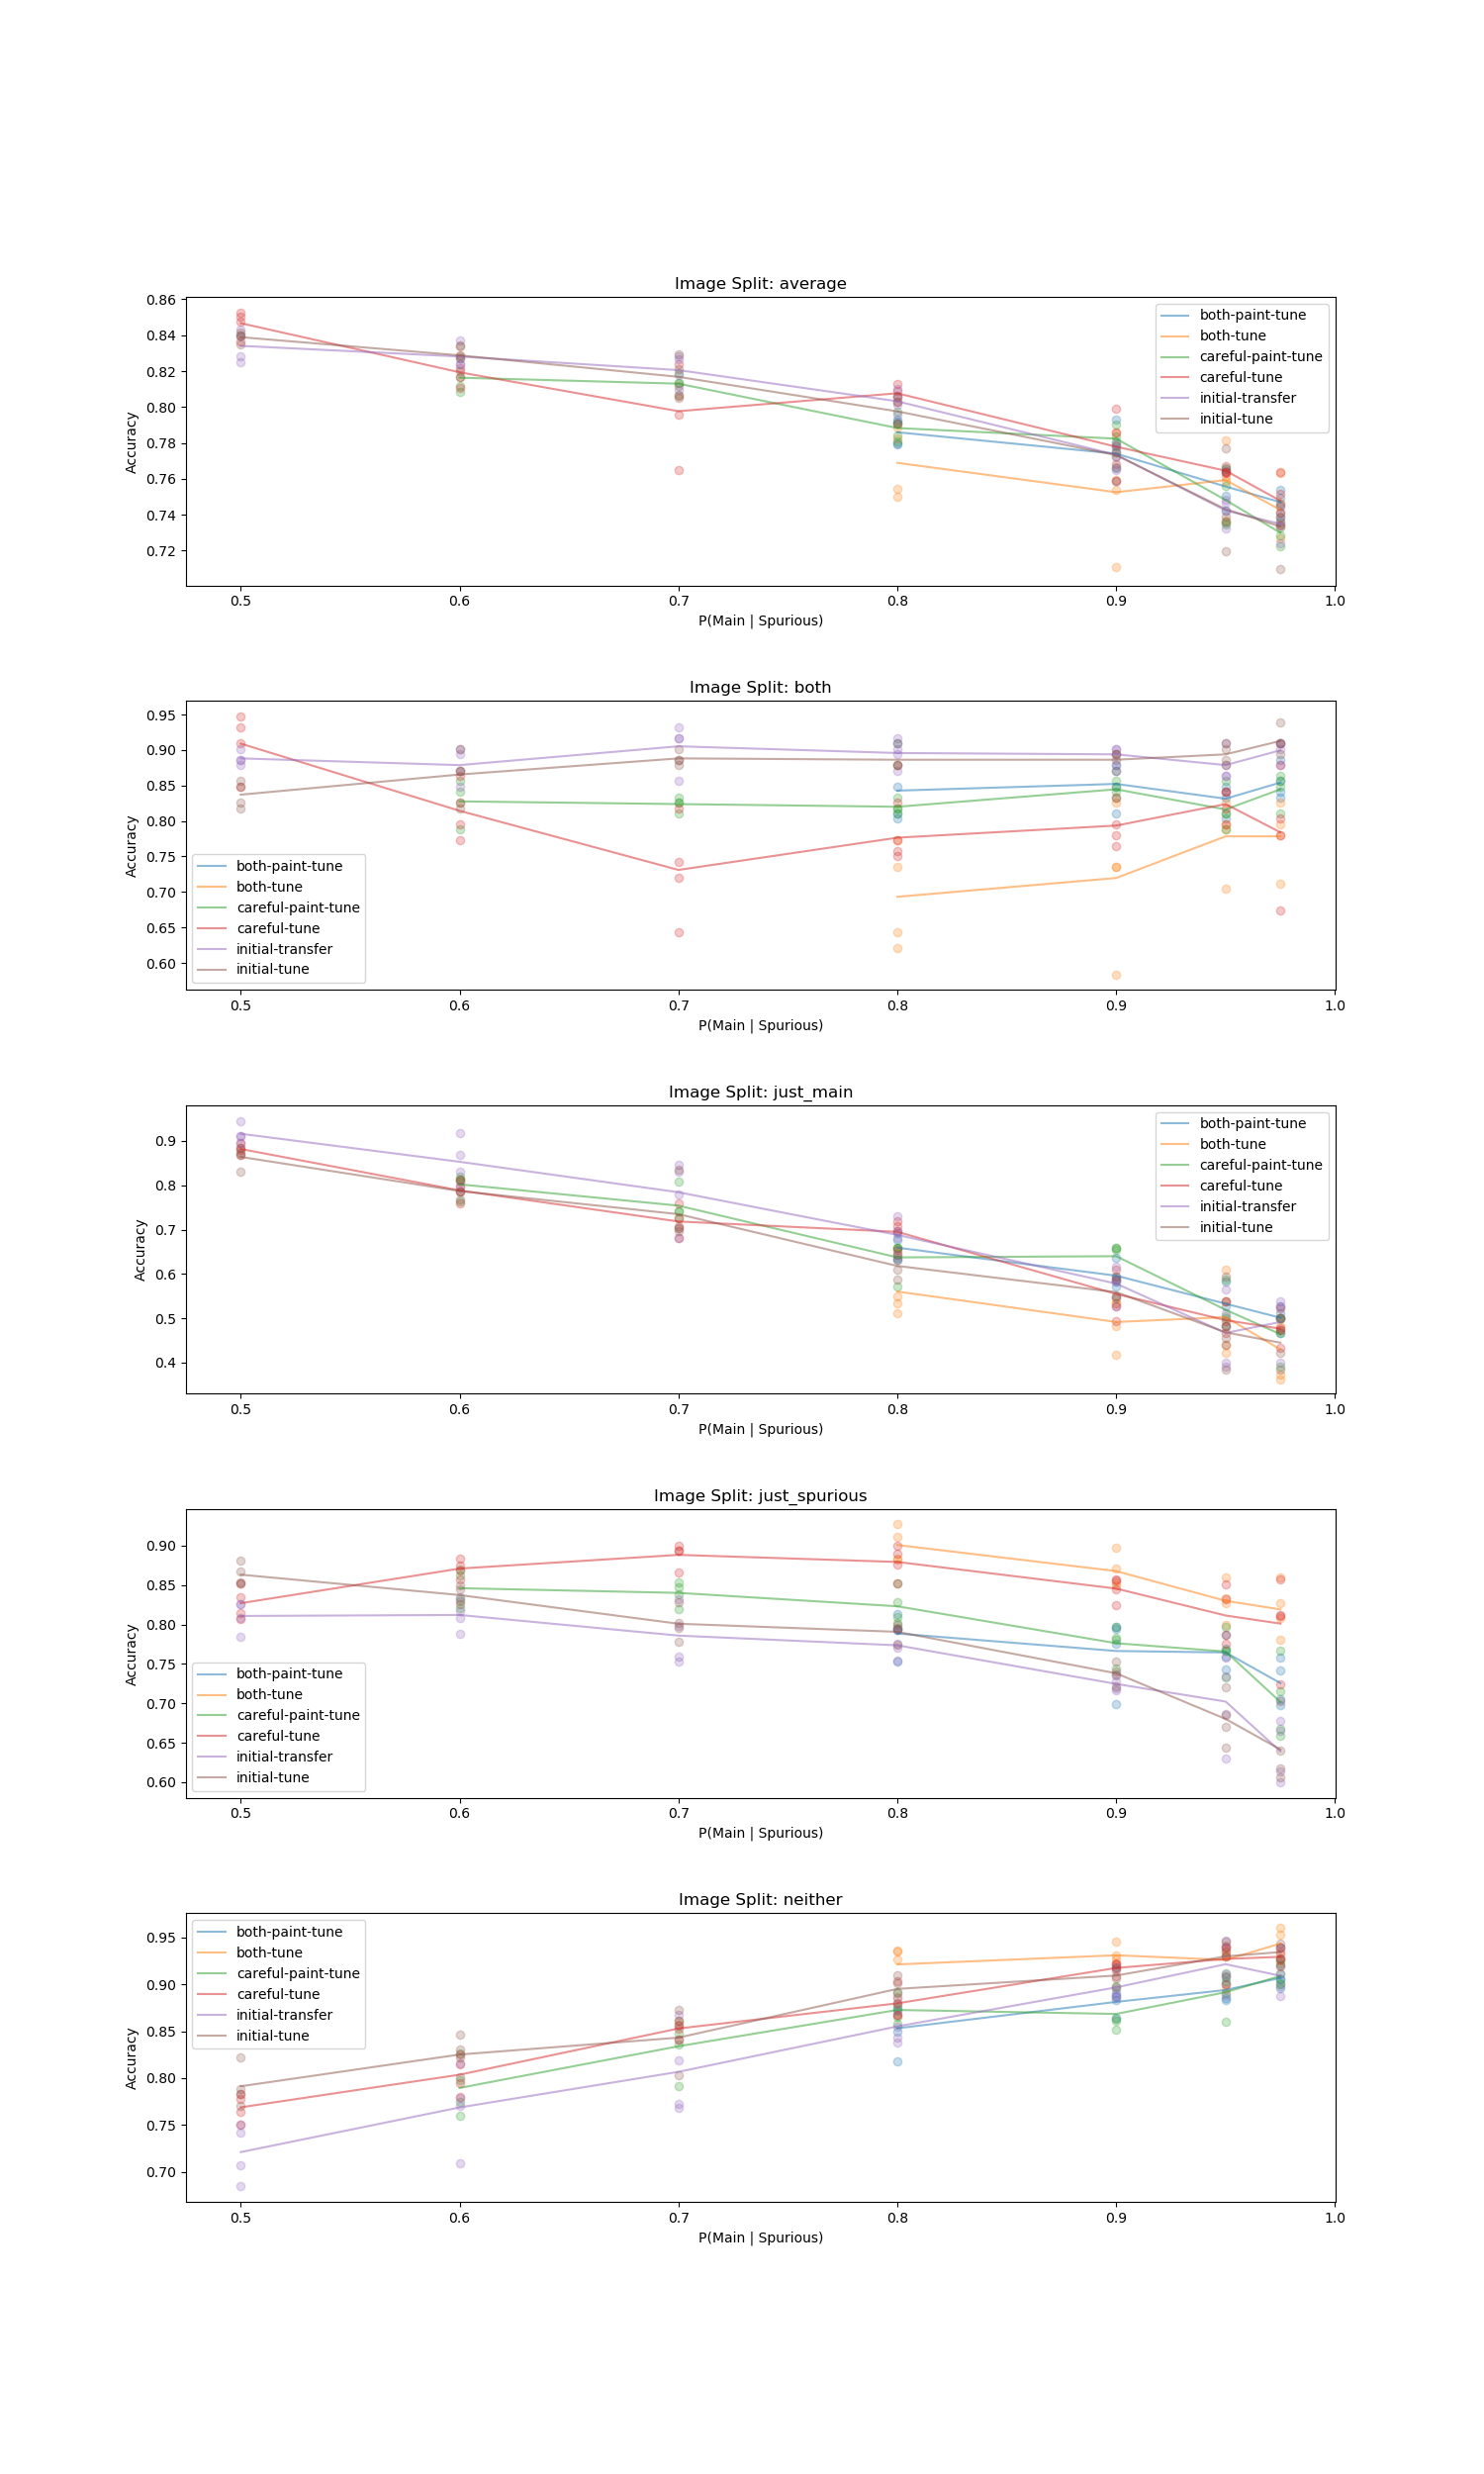 Image Split: average
0.86
0.84
0.82
0.80
0.78
0.76
0.74
0.72
Accuracy
both-paint-tune
both-tune
careful-paint-tune
careful-tune
initial-transfer
initial-tune
0.5 0.6 0.7 0.8 0.9 1.0
P(Main | Spurious)
Image Split: both
0.95
0.90
0.85
0.80
0.75
0.70
0.65
0.60
Accuracy
both-paint-tune
both-tune
careful-paint-tune
careful-tune
initial-transfer
initial-tune
0.5 0.6 0.7 0.8 0.9 1.0
P(Main | Spurious)
Image Split: just_main
0.9
0.8
0.7
0.6
0.5
0.4
Accuracy
both-paint-tune
both-tune
careful-paint-tune
careful-tune
initial-transfer
initial-tune
0.5 0.6 0.7 0.8 0.9 1.0
P(Main | Spurious)
Image Split: just_spurious
0.90
0.85
0.80
0.75
0.70
0.65
0.60
Accuracy
both-paint-tune
both-tune
careful-paint-tune
careful-tune
initial-transfer
initial-tune
0.5 0.6 0.7 0.8 0.9 1.0
P(Main | Spurious)
Image Split: neither
0.95
0.90
0.85
0.80
0.75
0.70
Accuracy
both-paint-tune
both-tune
careful-paint-tune
careful-tune
initial-transfer
initial-tune
0.5 0.6 0.7 0.8 0.9 1.0
P(Main | Spurious)